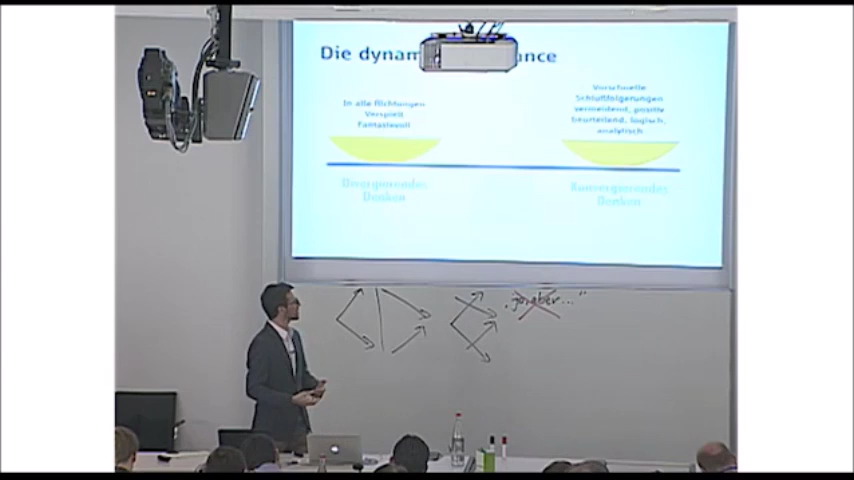 Die dynam ance
In alle Richtungen
Verspielt
Fantasievoll
Vorschnelle
Schlußfolgerungen
vermeidend, positiv
beurteilend, logisch,
analytisch
Divergierendes
Denken
Konvergierendes
Denken
„ja, aber..."